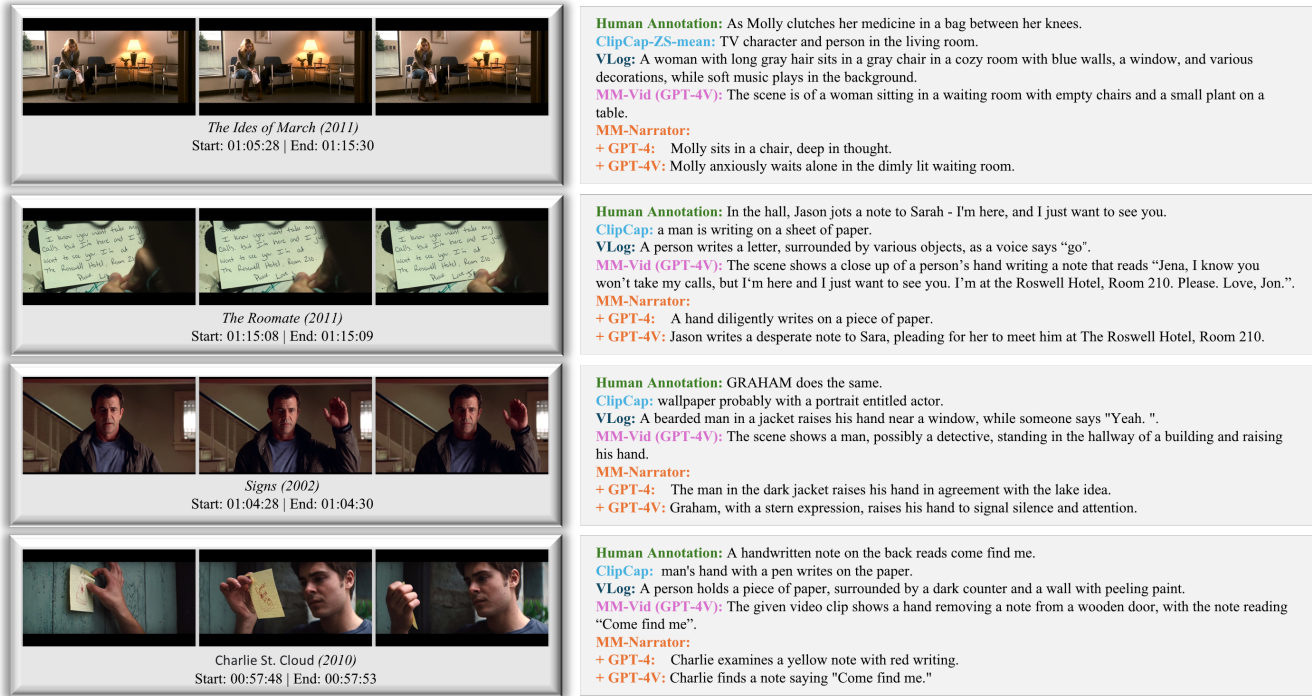 The Ides of March (2011)
Start: 01:05:28 | End: 01:15:30
Human Annotation: As Molly clutches her medicine in a bag between her knees.
ClipCap-ZS-mean: TV character and person in the living room.
VLog: A woman with long gray hair sits in a gray chair in a cozy room with blue walls, a window, and various
decorations, while soft music plays in the background.
MM-Vid (GPT-4V): The scene is of a woman sitting in a waiting room with empty chairs and a small plant on a
table.
MM-Narrator:
+ GPT-4: Molly sits in a chair, deep in thought.
+ GPT-4V: Molly anxiously waits alone in the dimly lit waiting room.
I know you won't take my
calls, but I'm here and I just
want to see you. I'm at
The Roswell Hotel, Room 210.
The Roomate (2011)
Start: 01:15:08 | End: 01:15:09
Human Annotation: In the hall, Jason jots a note to Sarah - I'm here, and I just want to see you.
ClipCap: a man is writing on a sheet of paper.
VLog: A person writes a letter, surrounded by various objects, as a voice says “go".
MM-Vid (GPT-4V): The scene shows a close up of a person’s hand writing a note that reads “Jena, I know you
won’t take my calls, but I‘m here and I just want to see you. I’m at the Roswell Hotel, Room 210. Please. Love, Jon.”.
MM-Narrator:
+ GPT-4: A hand diligently writes on a piece of paper.
+ GPT-4V: Jason writes a desperate note to Sara, pleading for her to meet him at The Roswell Hotel, Room 210.
Signs (2002)
Start: 01:04:28 | End: 01:04:30
Human Annotation: GRAHAM does the same.
ClipCap: wallpaper probably with a portrait entitled actor.
VLog: A bearded man in a jacket raises his hand near a window, while someone says "Yeah. ".
MM-Vid (GPT-4V): The scene shows a man, possibly a detective, standing in the hallway of a building and raising
his hand.
MM-Narrator:
+ GPT-4: The man in the dark jacket raises his hand in agreement with the lake idea.
+ GPT-4V: Graham, with a stern expression, raises his hand to signal silence and attention.
Charlie St. Cloud (2010)
Start: 00:57:48 | End: 00:57:53
Human Annotation: A handwritten note on the back reads come find me.
ClipCap: man's hand with a pen writes on the paper.
VLog: A person holds a piece of paper, surrounded by a dark counter and a wall with peeling paint.
MM-Vid (GPT-4V): The given video clip shows a hand removing a note from a wooden door, with the note reading
“Come find me”.
MM-Narrator:
+ GPT-4: Charlie examines a yellow note with red writing.
+ GPT-4V: Charlie finds a note saying "Come find me."